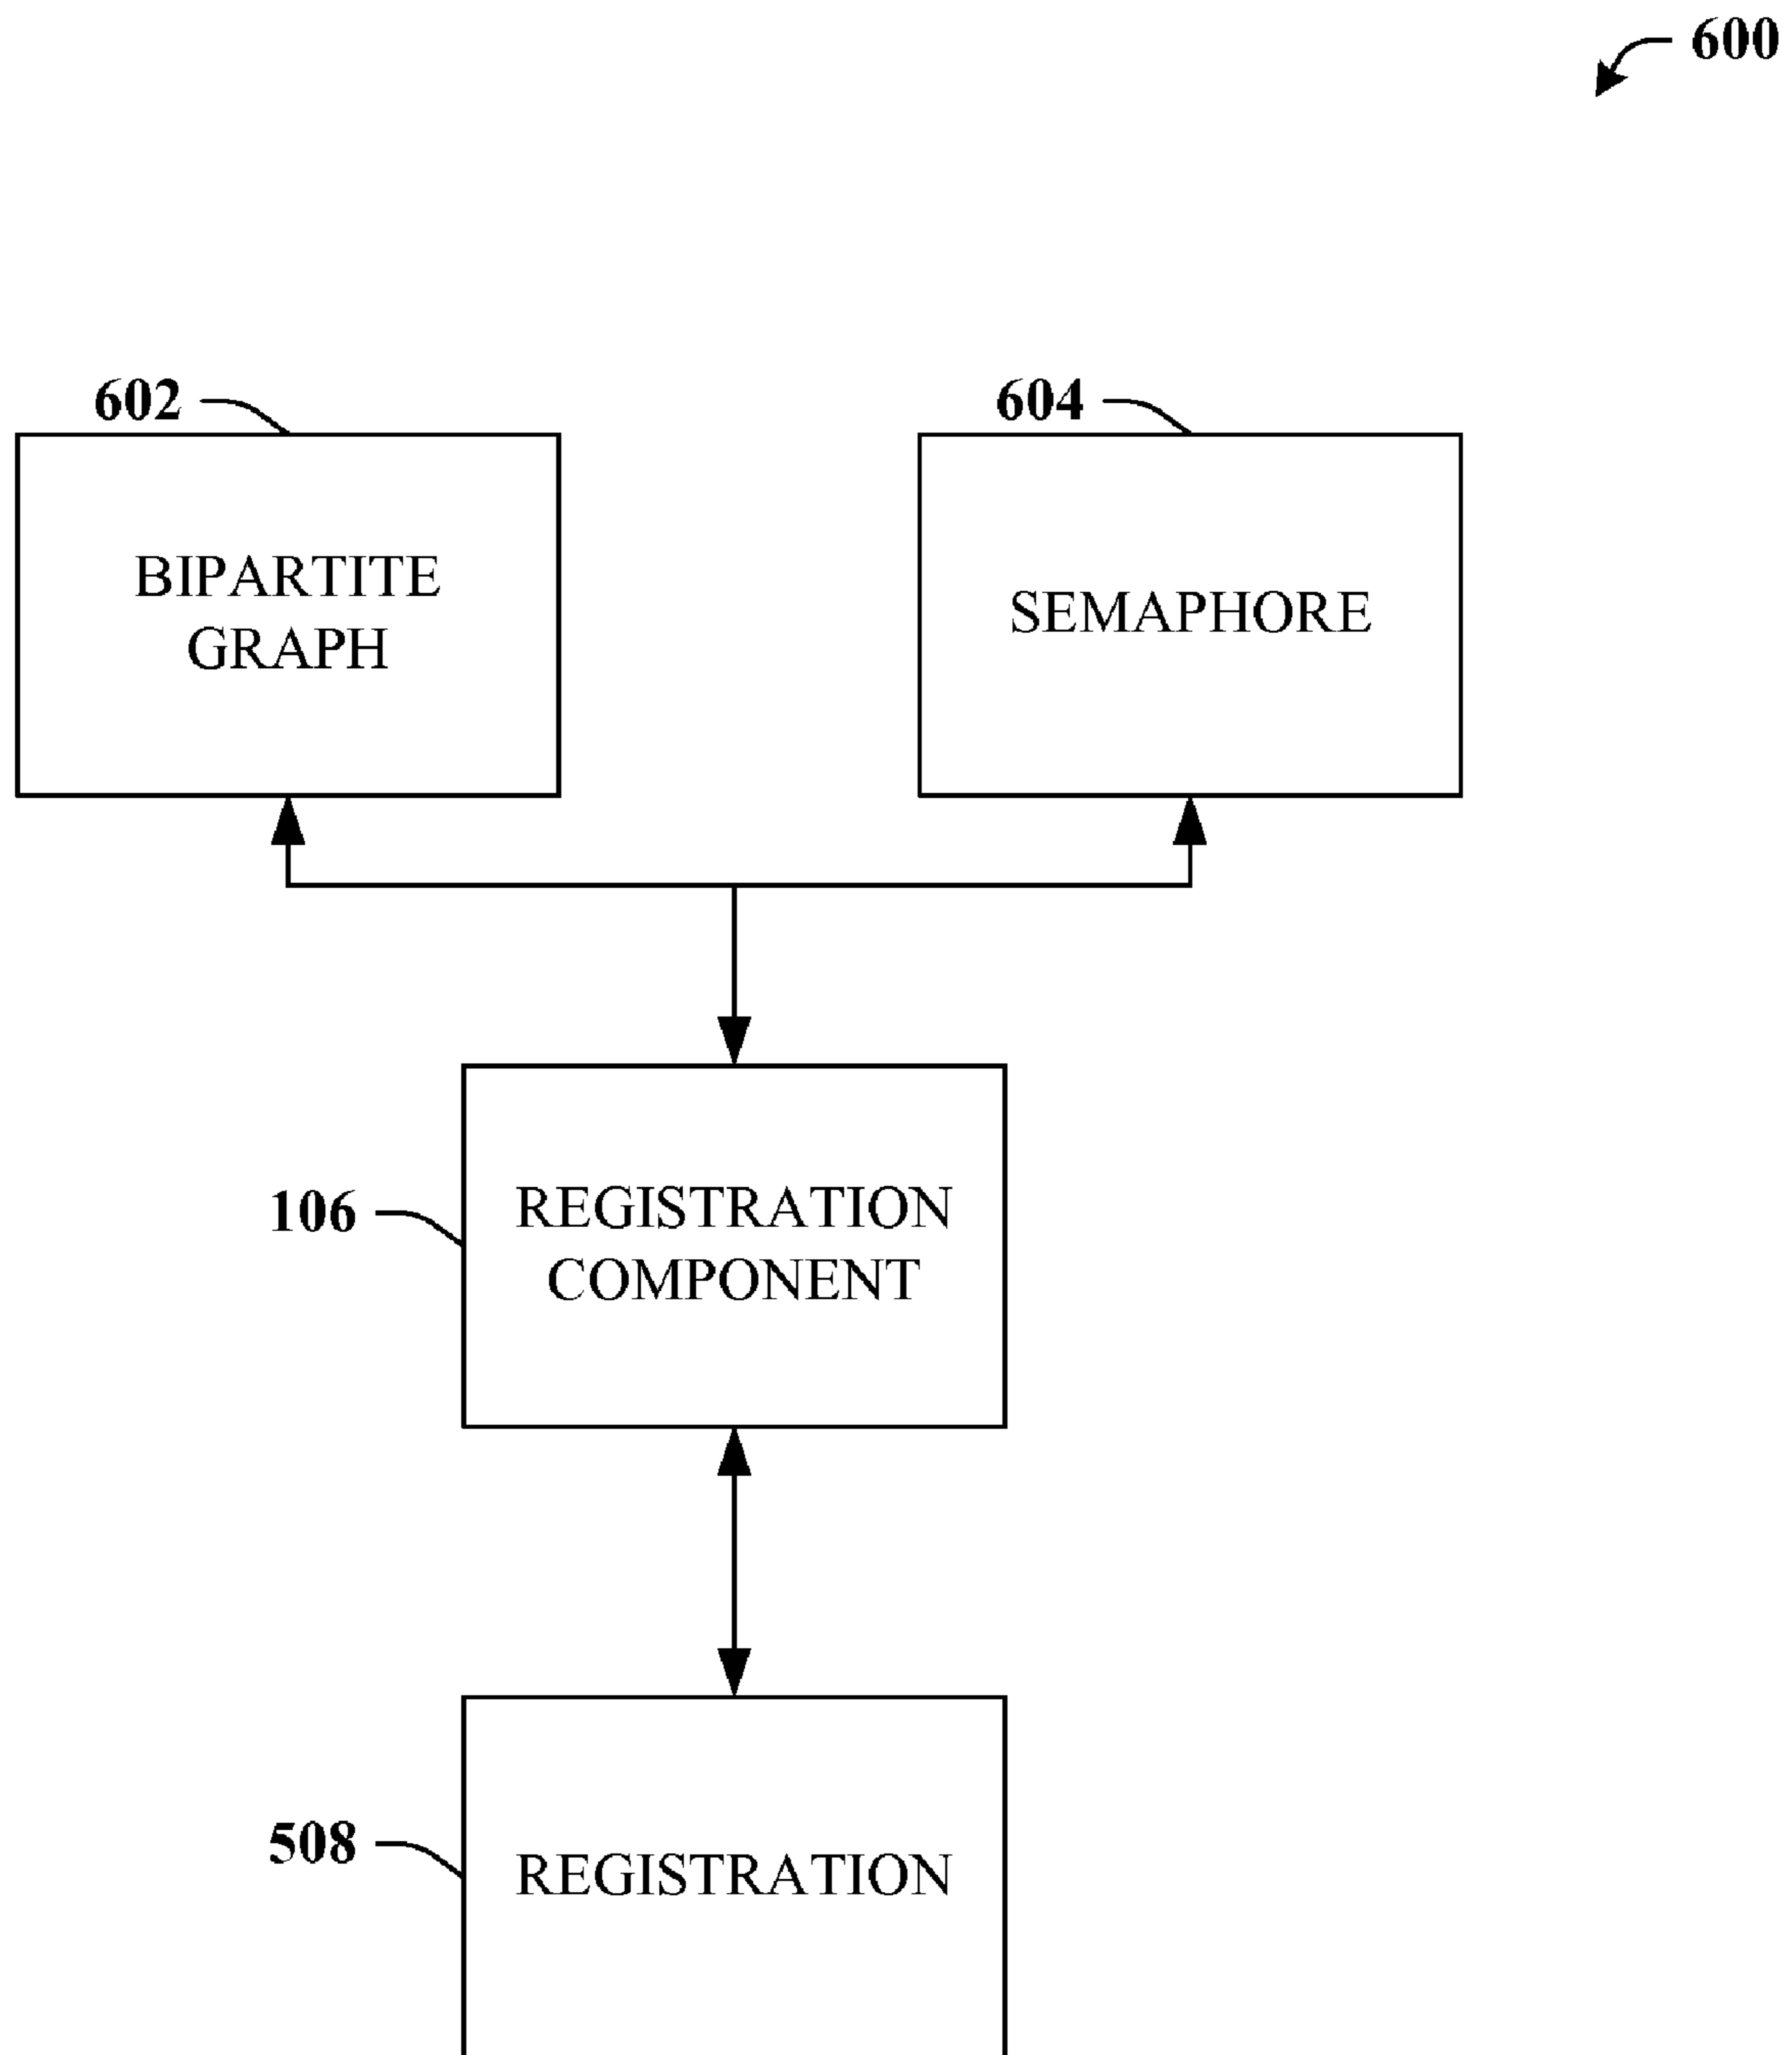 600
602
604
BIPARTITE
GRAPH
SEMAPHORE
106
REGISTRATION
COMPONENT
508
REGISTRATION